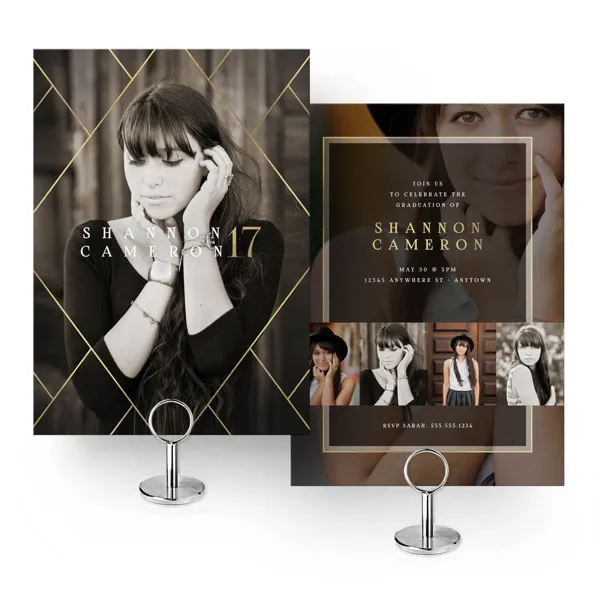 SHANNON
CAMERON 17
JOIN US
TO CELEBRATE THE
GRADUATION OF
SHANNON
CAMERON
MAY 30 @ 5PM
12345 ANYWHERE ST - ANYTOWN
RSVP SARAH: 555.555.1234